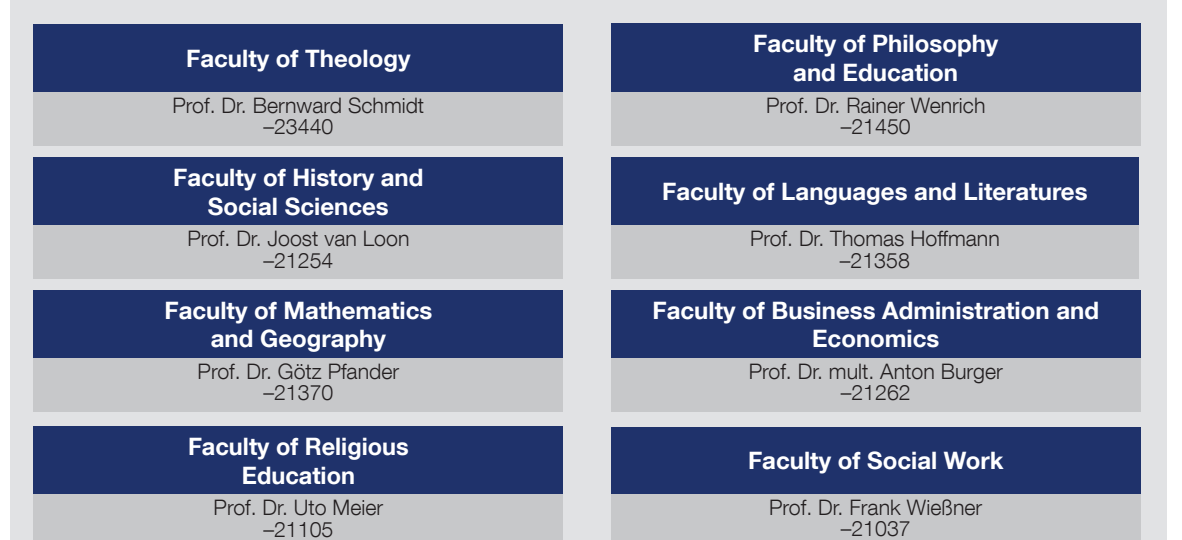 Faculty of Theology
Prof. Dr. Bernward Schmidt
–23440
Faculty of Philosophy
and Education
Prof. Dr. Rainer Wenrich
–21450
Faculty of History and
Social Sciences
Prof. Dr. Joost van Loon
–21254
Faculty of Languages and Literatures
Prof. Dr. Thomas Hoffmann
–21358
Faculty of Mathematics
and Geography
Prof. Dr. Götz Pfander
–21370
Faculty of Business Administration and
Economics
Prof. Dr. mult. Anton Burger
–21262
Faculty of Religious
Education
Prof. Dr. Uto Meier
–21105
Faculty of Social Work
Prof. Dr. Frank Wießner
–21037